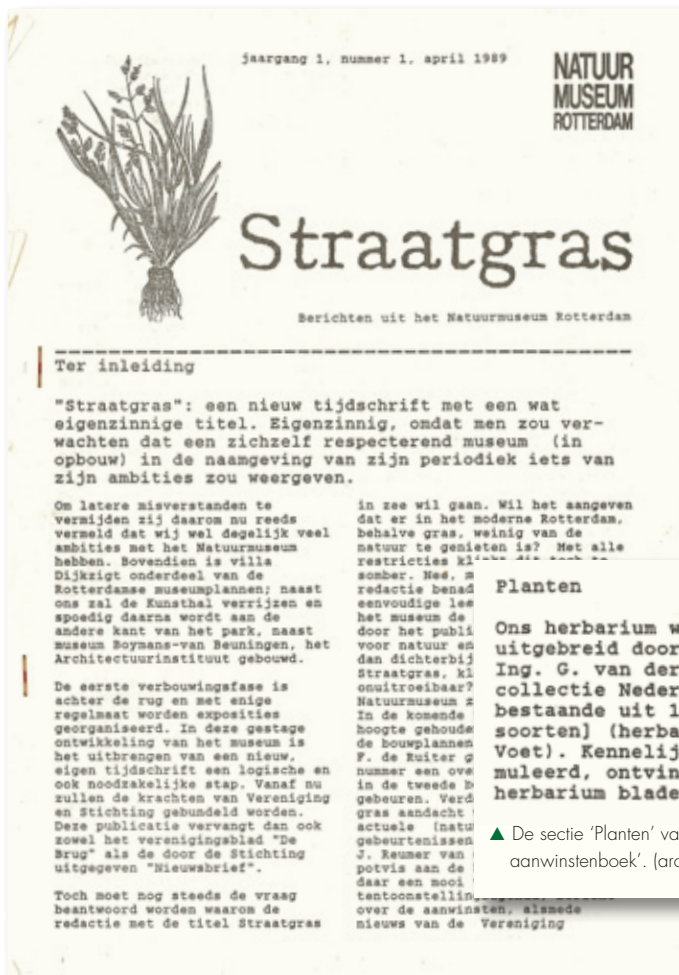 jaargang 1, nummer 1, april 1989
NATUUR
MUSEUM
ROTTERDAM
Straatgras
Berichten uit het Natuurmuseum Rotterdam
Ter inleiding
"Straatgras": een nieuw tijdschrift met een wat
eigenzinnige titel. Eigenzinnig, omdat men zou ver-
wachten dat een zichzelf respecterend museum (in
opbouw) in de naamgeving van zijn periodiek iets van
zijn ambities zou weergeven.
Om latere misverstanden te
vermijden zij daarom nu reeds
vermeld dat wij wel degelijk veel
ambities met het Natuurmuseum
hebben. Bovendien is villa
Dijkzigt onderdeel van de
Rotterdamse museumplannen; naast
ons zal de Kunsthal verrijzen en
spoedig daarna wordt aan de
andere kant van het park, naast
museum Boymans-van Beuningen, het
Architectuurinstituut gebouwd.
De eerste verbouwingsfase is
achter de rug en met enige
regelmaat worden exposities
georganiseerd. In deze gestage
ontwikkeling van het museum is
het uitbrengen van een nieuw,
eigen tijdschrift een logische en
ook noodzakelijke stap. Vanaf nu
zullen de krachten van Vereniging
en Stichting gebundeld worden.
Deze publicatie vervangt dan ook
zowel het verenigingsblad "De
Brug" als de door de Stichting
uitgegeven "Nieuwsbrief".
Toch moet nog steeds de vraag
beantwoord worden waarom de
redactie met de titel Straatgras
in zee wil gaan. Wil het aangeven
dat er in het moderne Rotterdam,
behalve gras, weinig van de
natuur te genieten is? Met alle
restricties
somber. Nee, m
redactie benad
eenvoudige lee
het museum de
door het publi
voor natuur en
dan dichterbij
Straatgras, kl
onuitroeibaar?
Natuurmuseum z
In de komende
hoogte gehoude
de bouwplannen
F. de Ruiter g
nummer een ove
in de tweede b
gebeuren. Verd
gras aandacht
actuele (natu
gebeurtenissen
J. Reumer van
potvis aan de
daar een mooi
over de aanwinsten, alsmede
nieuws van de Vereniging
Planten
Ons herbarium w
uitgebreid door
Ing. G. van der
collectie Neder
bestaande uit 1
soorten] (herba
Voet). Kennelij
muleerd, ontvin
herbarium blade
▲ De sectie 'Planten' va
aanwinstenboek'. (arc